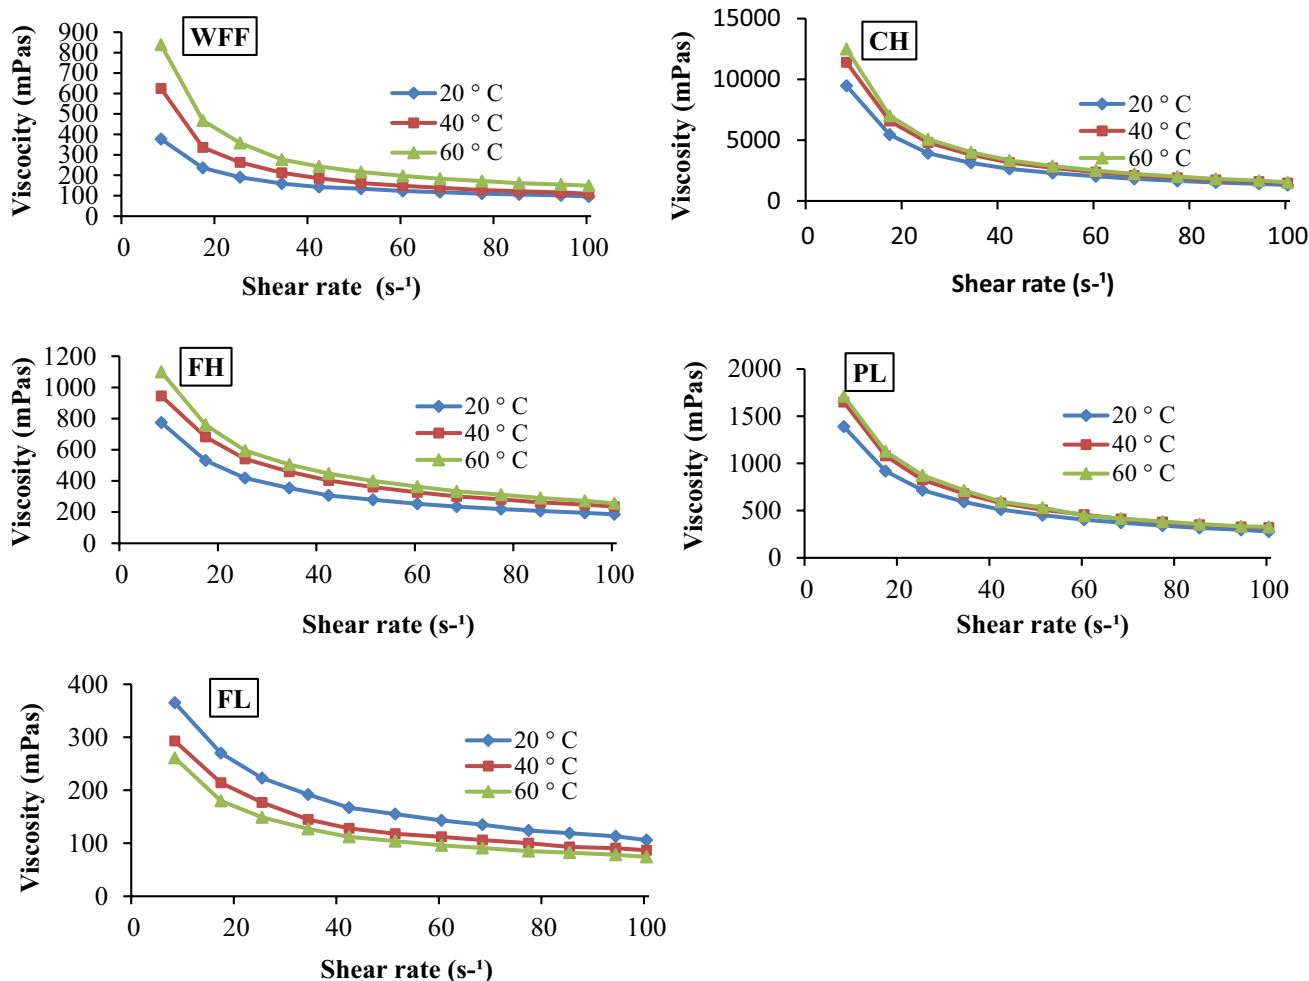 WFF
Viscocity (mPas)
900
800
700
600
500
400
300
200
100
0
20 ° C
40 ° C
60 ° C
0 20 40 60 80 100
Shear rate (s-¹)
CH
Viscosity (mPas)
15000
10000
5000
0
20 ° C
40 ° C
60 ° C
0 20 40 60 80 100
Shear rate (s-¹)
FH
Viscosity (mPas)
1200
1000
800
600
400
200
0
20 ° C
40 ° C
60 ° C
0 20 40 60 80 100
Shear rate (s-¹)
PL
Viscosity (mPas)
2000
1500
1000
500
0
20 ° C
40 ° C
60 ° C
0 20 40 60 80 100
Shear rate (s-¹)
FL
Viscosity (mPas)
400
300
200
100
0
20 ° C
40 ° C
60 ° C
0 20 40 60 80 100
Shear rate (s-¹)